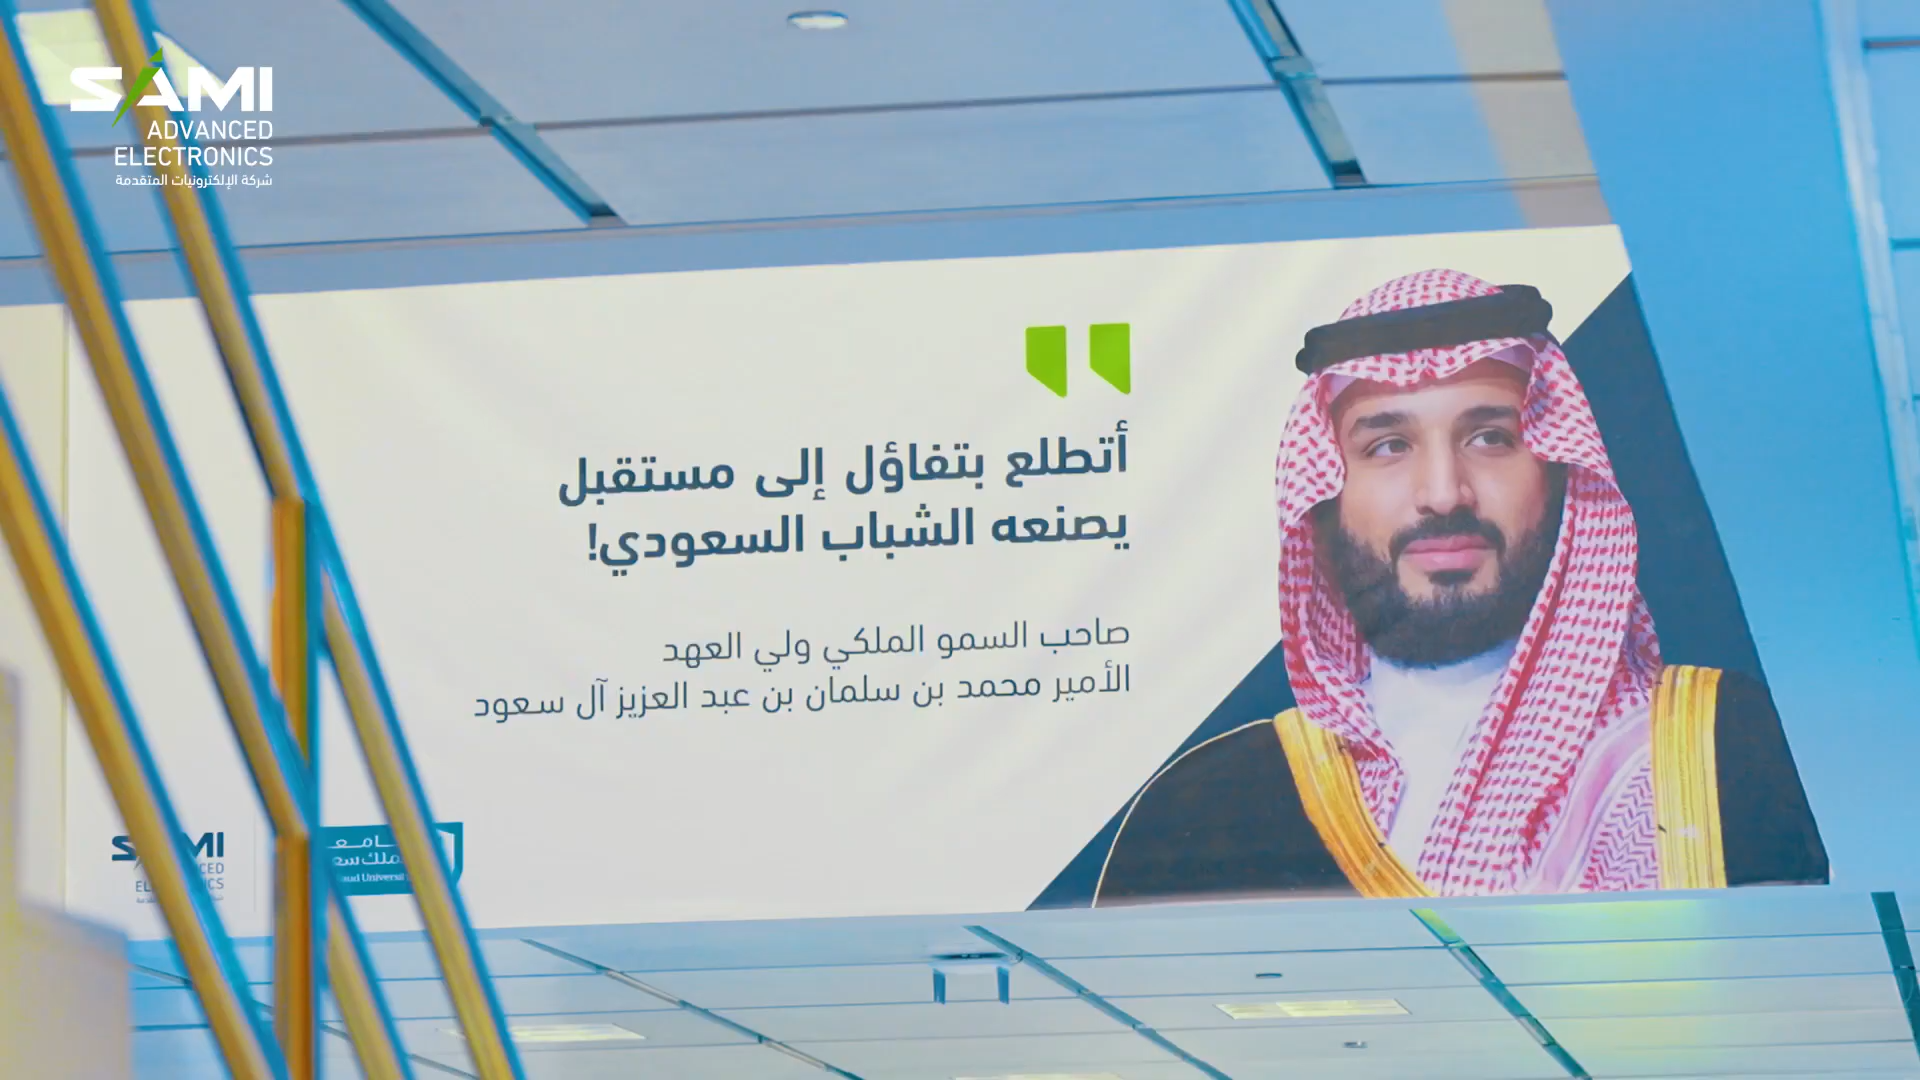 SAMI
ADVANCED
ELECTRONICS
شركة الإلكترونيات المتقدمة
أتطلع بتفاؤل إلى مستقبل
يصنعه الشباب السعودي!
صاحب السمو الملكي ولي العهد
الأمير محمد بن سلمان بن عبد العزيز آل سعود